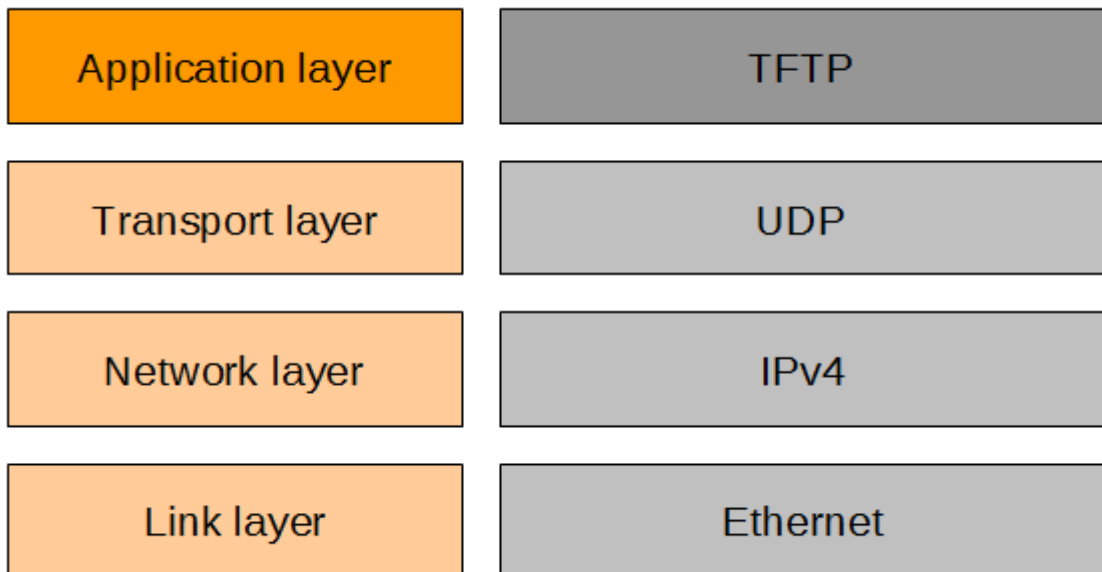 Application layer
TFTP
Transport layer
UDP
Network layer
IPv4
Link layer
Ethernet